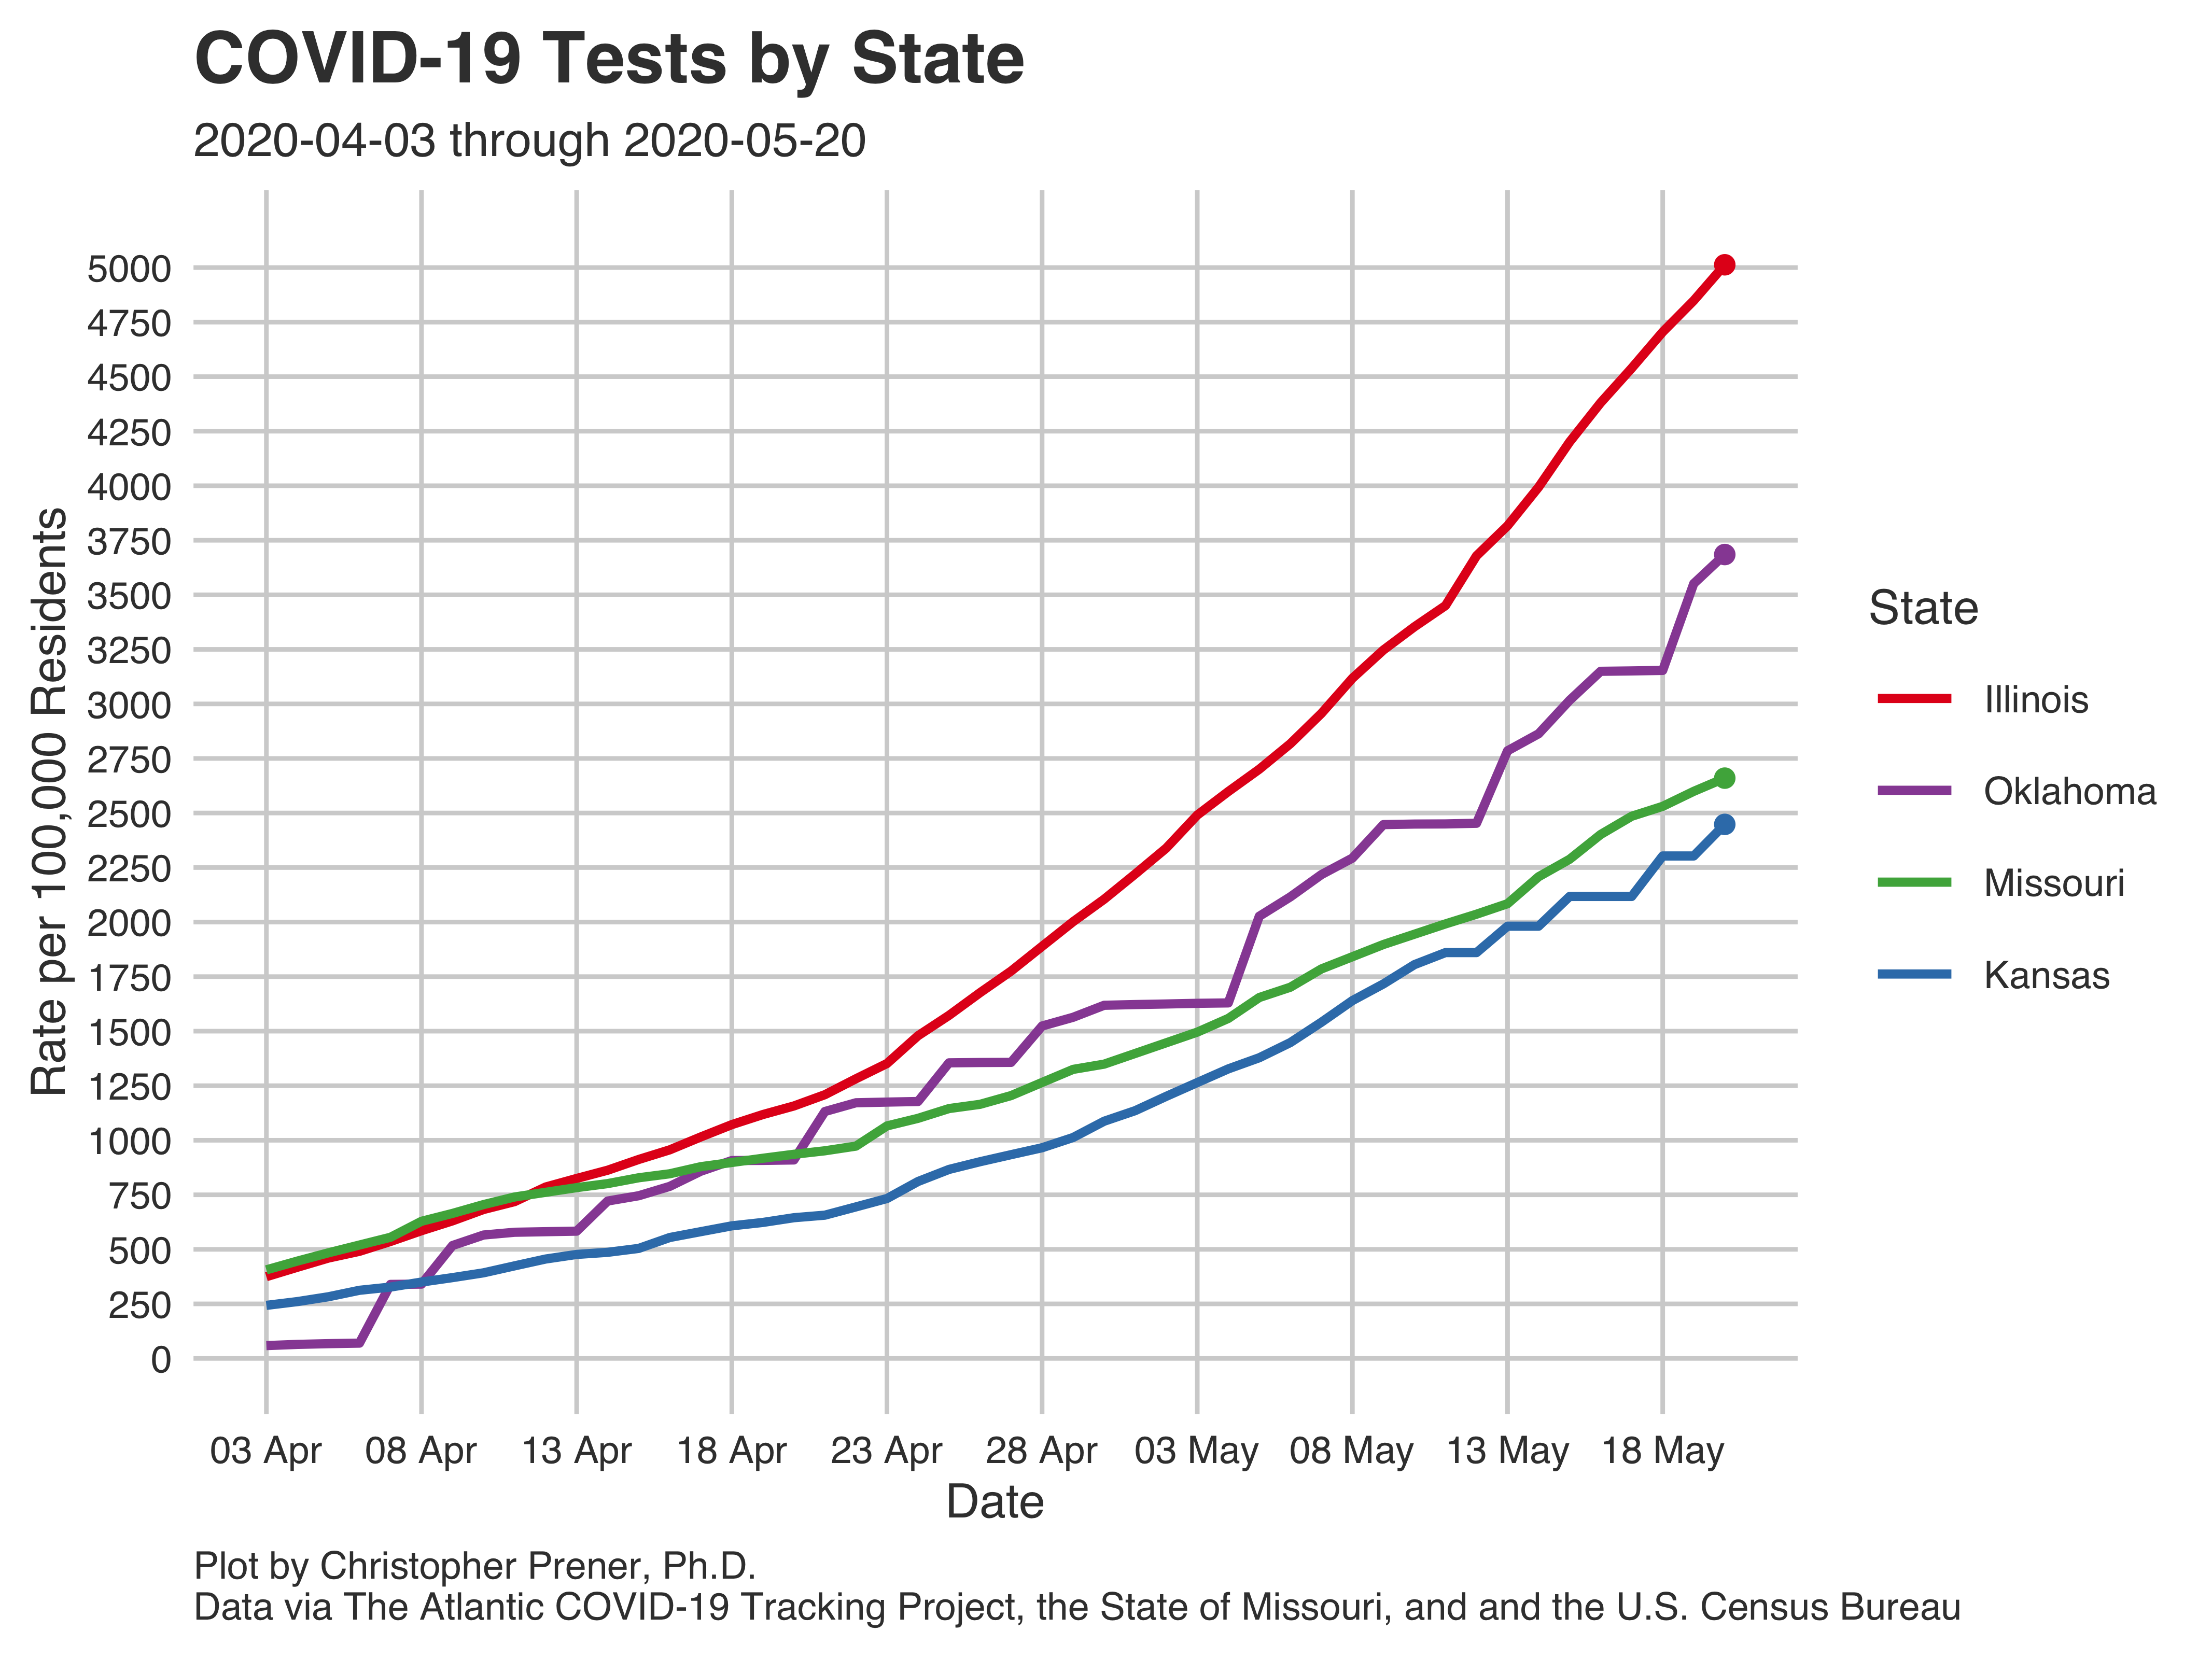 COVID-19 Tests by State
2020-04-03 through 2020-05-20
Rate per 100,000 Residents
5000
4750
4500
4250
4000
3750
3500
3250
3000
2750
2500
2250
2000
1750
1500
1250
1000
750
500
250
0
03 Apr 08 Apr 13 Apr 18 Apr 23 Apr 28 Apr 03 May 08 May 13 May 18 May
Date
State
Illinois
Oklahoma
Missouri
Kansas
Plot by Christopher Prener, Ph.D.
Data via The Atlantic COVID-19 Tracking Project, the State of Missouri, and and the U.S. Census Bureau